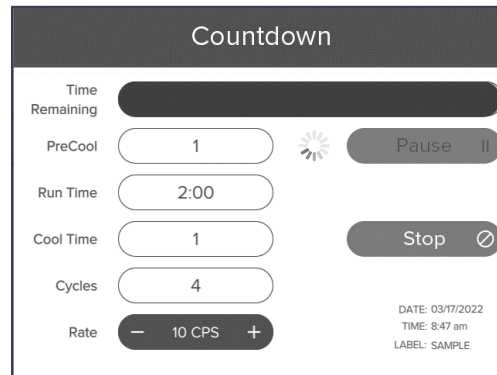 Countdown
Time
Remaining
PreCool 1 Pause
Run Time 2:00
Cool Time 1 Stop
Cycles 4
Rate − 10 CPS +
DATE: 03/17/2022
TIME: 8:47 am
LABEL: SAMPLE